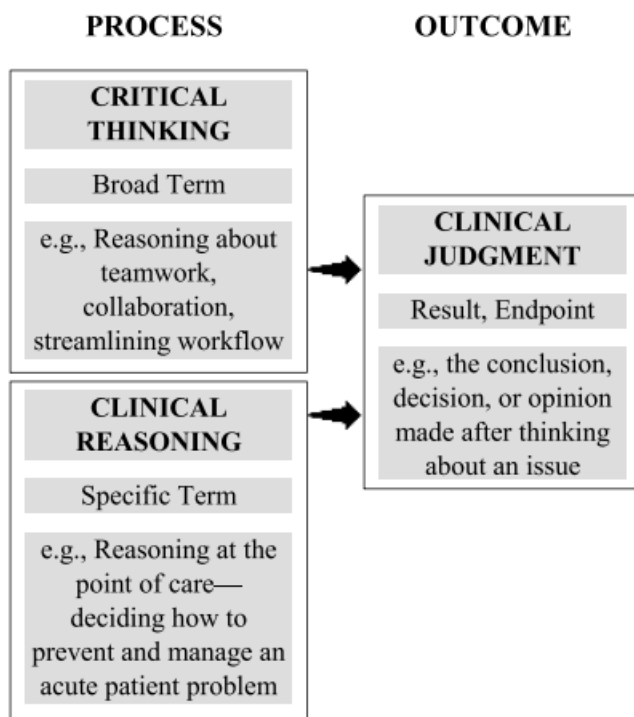 PROCESS
OUTCOME
CRITICAL
THINKING
Broad Term
e.g., Reasoning about
teamwork,
collaboration,
streamlining workflow
CLINICAL
REASONING
Specific Term
e.g., Reasoning at the
point of care—
deciding how to
prevent and manage an
acute patient problem
CLINICAL
JUDGMENT
Result, Endpoint
e.g., the conclusion,
decision, or opinion
made after thinking
about an issue